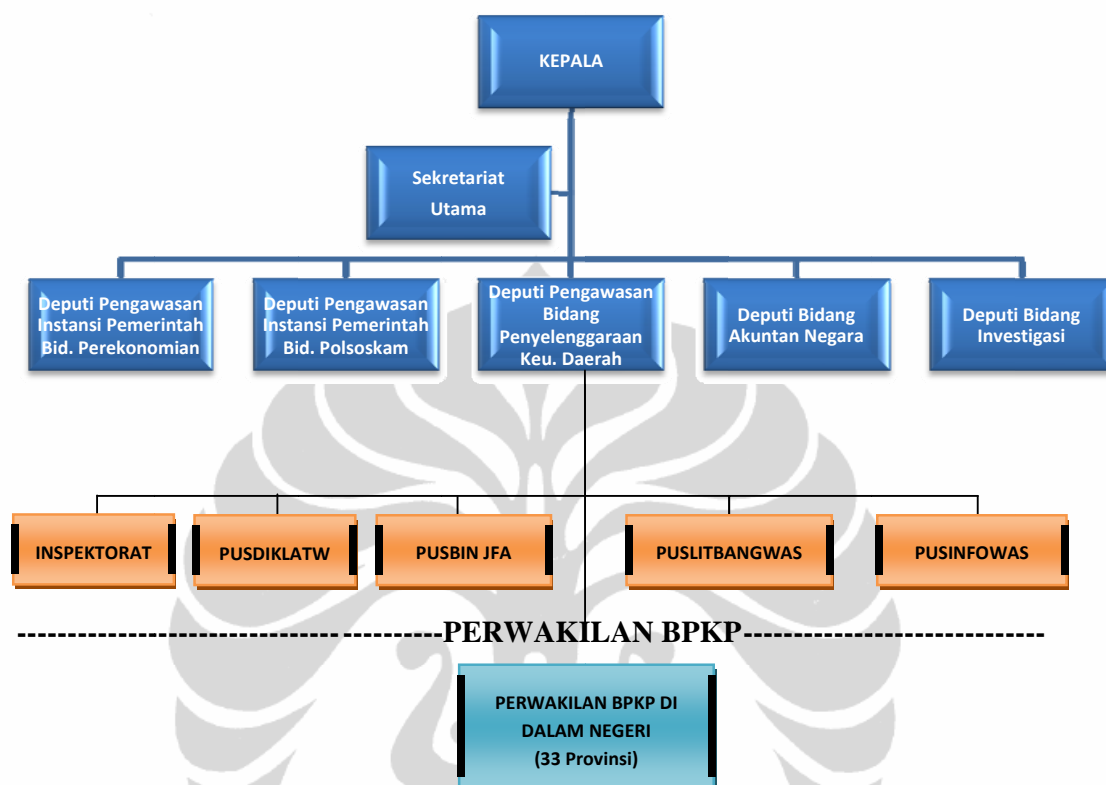 KEPALA
Sekretariat
Utama
Deputi Pengawasan
Instansi Pemerintah
Bid. Perekonomian
Deputi Pengawasan
Instansi Pemerintah
Bid. Polsoskam
Deputi Pengawasan
Bidang
Penyelenggaraan
Keu. Daerah
Deputi Bidang
Akuntan Negara
Deputi Bidang
Investigasi
INSPEKTORAT
PUSDIKLATW
PUSBIN JFA
PUSLITBANGWAS
PUSINFOWAS
PERWAKILAN BPKP
PERWAKILAN BPKP DI
DALAM NEGERI
(33 Provinsi)